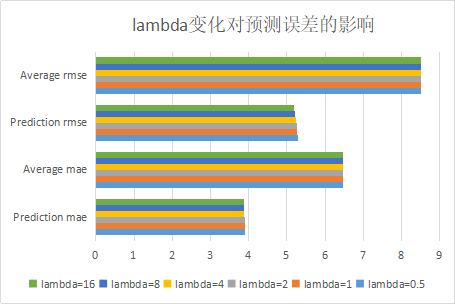 lambda变化对预测误差的影响
Average rmse
Prediction rmse
Average mae
Prediction mae
0 1 2 3 4 5 6 7 8 9
lambda=16 lambda=8 lambda=4 lambda=2 lambda=1 lambda=0.5